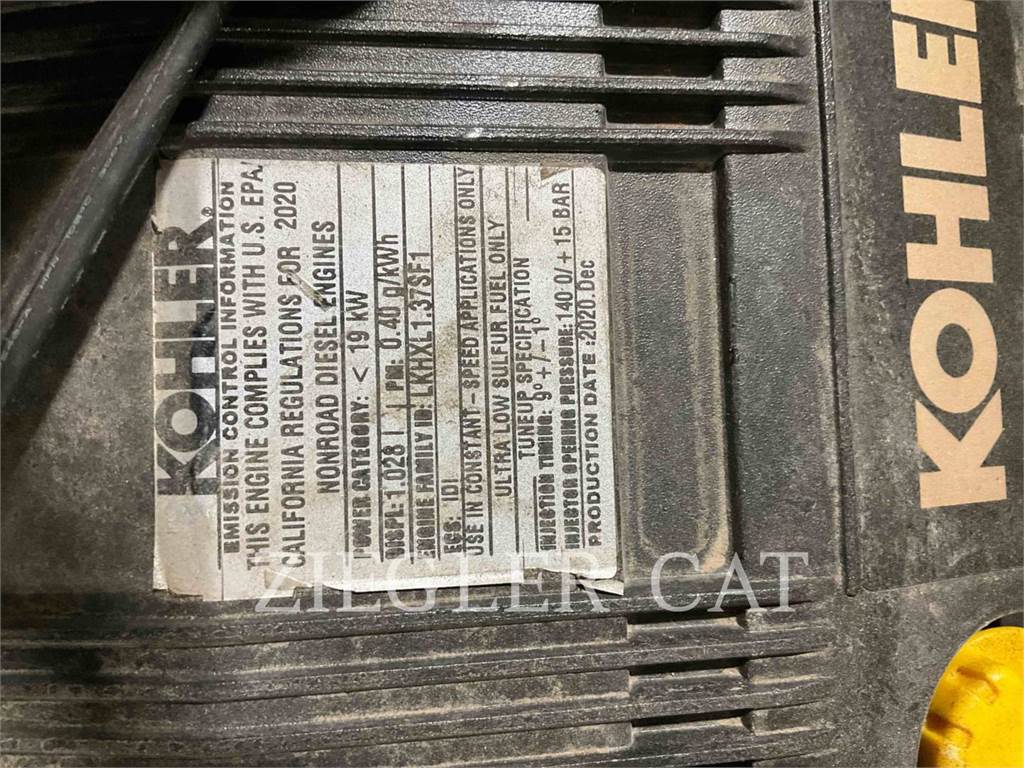 KOHLER®
EMISSION CONTROL INFORMATION
THIS ENGINE COMPLIES WITH U.S. EPA/
CALIFORNIA REGULATIONS FOR 2020
NONROAD DIESEL ENGINES
POWER CATEGORY: < 19 kW
DISPL: 1.028 l PM: 0.40 g/kWh
ENGINE FAMILY ID: LKHXL1.37SF1
ECS: IDI
USE IN CONSTANT-SPEED APPLICATIONS ONLY
ULTRA LOW SULFUR FUEL ONLY
TUNEUP SPECIFICATION
INJECTION TIMING: 9°+/-1°
INJECTOR OPENING PRESSURE: 140 0/+15 BAR
PRODUCTION DATE :2020.Dec
KOHLER
ZIEGLER CAT